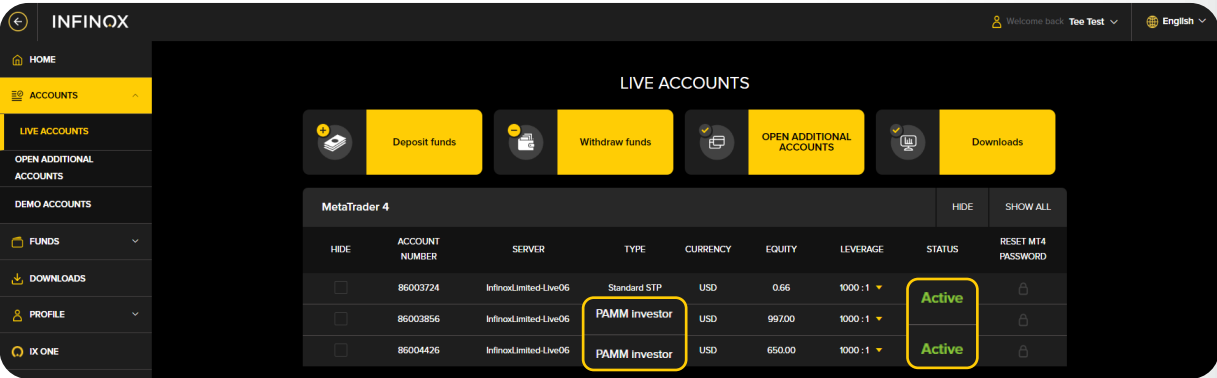 INFINOX
Welcome back Tee Test
English
HOME
ACCOUNTS
LIVE ACCOUNTS
OPEN ADDITIONAL
ACCOUNTS
DEMO ACCOUNTS
FUNDS
DOWNLOADS
PROFILE
IX ONE
LIVE ACCOUNTS
Deposit funds
Withdraw funds
OPEN ADDITIONAL
ACCOUNTS
Downloads
MetaTrader 4 HIDE SHOW ALL
HIDE ACCOUNT NUMBER SERVER TYPE CURRENCY EQUITY LEVERAGE STATUS RESET MT4 PASSWORD
86003724 InfinoxLimited-Live06 Standard STP USD 0.66 1000 : 1 Active
86003856 InfinoxLimited-Live06 PAMM investor USD 997.00 1000 : 1
86004426 InfinoxLimited-Live06 PAMM investor USD 650.00 1000 : 1 Active